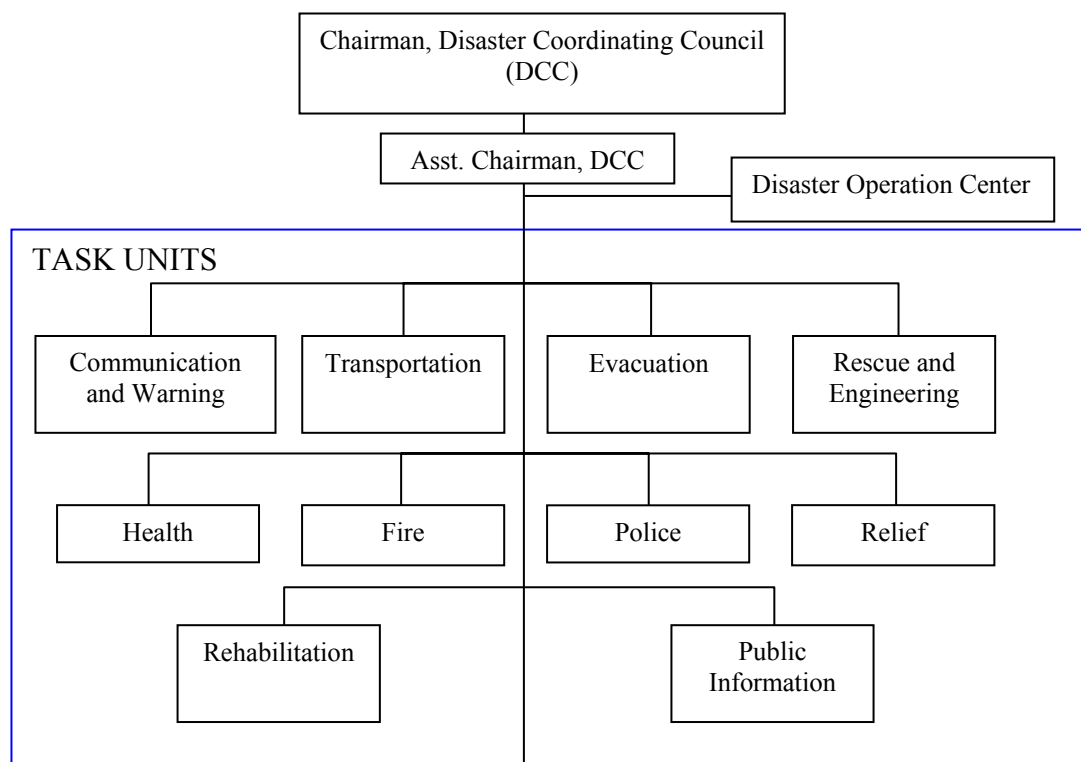 Chairman, Disaster Coordinating Council
(DCC)
Asst. Chairman, DCC
Disaster Operation Center
TASK UNITS
Communication
and Warning
Transportation
Evacuation
Rescue and
Engineering
Health
Fire
Police
Relief
Rehabilitation
Public
Information